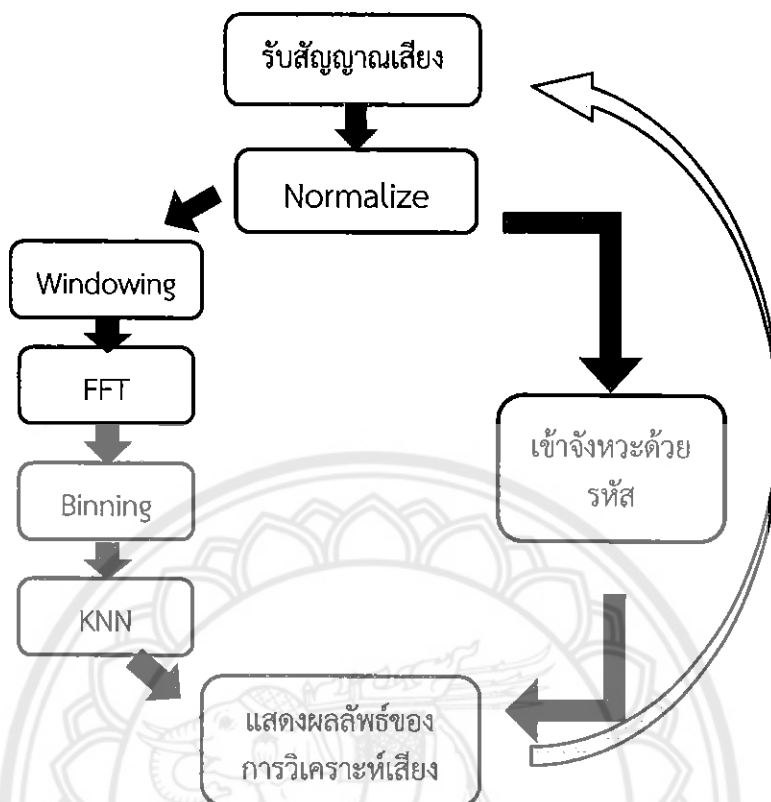 รับสัญญาณเสียง
Normalize
Windowing
FFT
Binning
KNN
เข้าจังหวะด้วย
รหัส
แสดงผลลัพธ์ของ
การวิเคราะห์เสียง